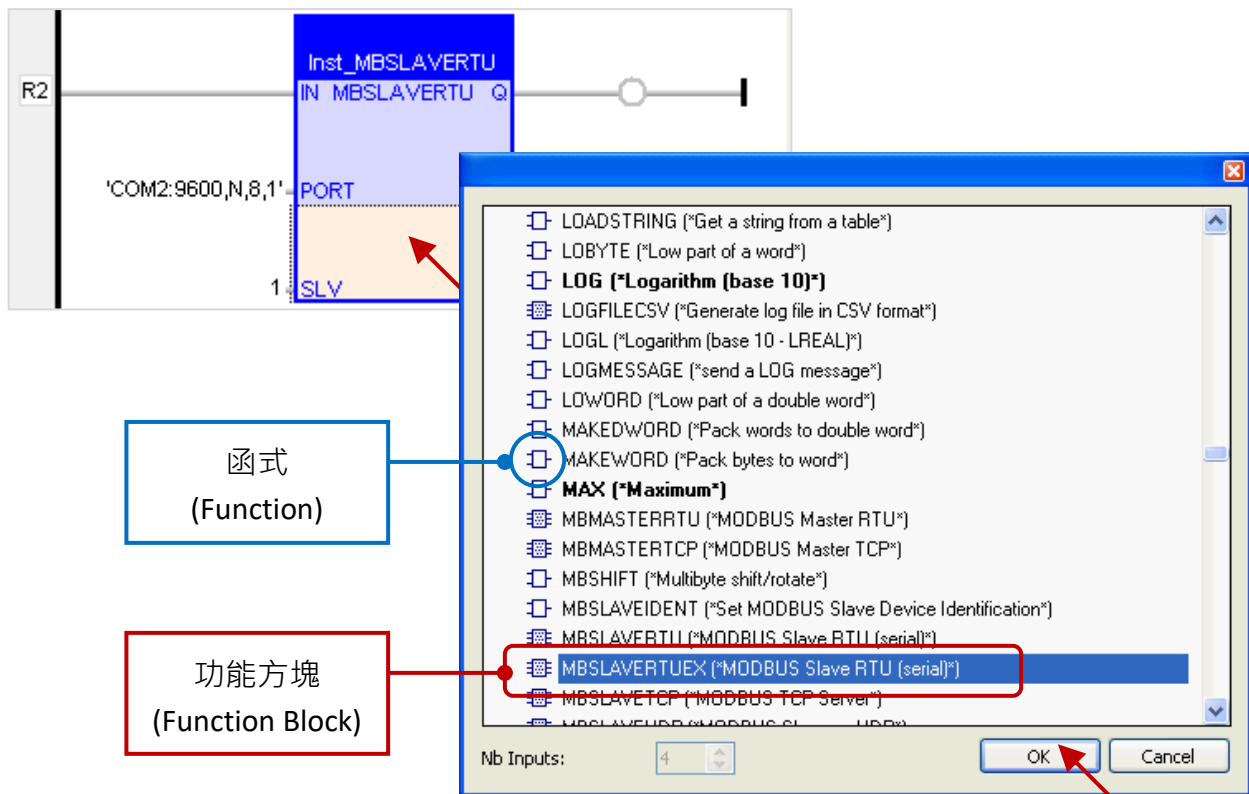 Inst_MBSLAVERTU
R2
IN MBSLAVERTU Q
'COM2:9600,N,8,1'
PORT
1
SLV
LOADSTRING (*Get a string from a table*)
LOBYTE (*Low part of a word*)
LOG (*Logarithm (base 10)*)
LOGFILECSV (*Generate log file in CSV format*)
LOGL (*Logarithm (base 10 - LREAL)*)
LOGMESSAGE (*send a LOG message*)
LOWORD (*Low part of a double word*)
MAKEDWORD (*Pack words to double word*)
MAKEWORD (*Pack bytes to word*)
MAX (*Maximum*)
MBMASTERRTU (*MODBUS Master RTU*)
MBMASTERTCP (*MODBUS Master TCP*)
MBSHIFT (*Multibyte shift/rotate*)
MBSLAVEIDENT (*Set MODBUS Slave Device Identification*)
MBSLAVERTU (*MODBUS Slave RTU (serial)*)
MBSLAVERTUEX (*MODBUS Slave RTU (serial)*)
MBSLAVETCP (*MODBUS TCP Server*)
函式
(Function)
功能方塊
(Function Block)
Nb Inputs:
4
OK
Cancel